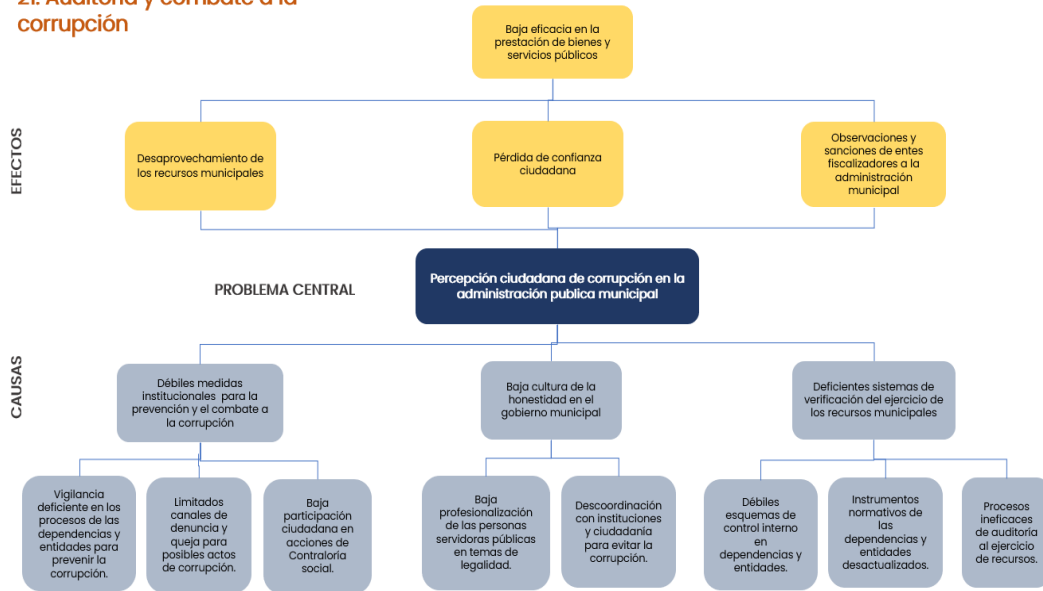 21. Auditoría y combate a la
corrupción
Baja eficacia en la
prestación de bienes y
servicios públicos
EFECTOS
Desaprovechamiento de
los recursos municipales
Pérdida de confianza
ciudadana
Observaciones y
sanciones de entes
fiscalizadores a la
administración
municipal
PROBLEMA CENTRAL
Percepción ciudadana de corrupción en la
administración publica municipal
CAUSAS
Débiles medidas
institucionales para la
prevención y el combate a
la corrupción
Baja cultura de la
honestidad en el
gobierno municipal
Deficientes sistemas de
verificación del ejercicio de
los recursos municipales
Vigilancia
deficiente en los
procesos de las
dependencias y
entidades para
prevenir la
corrupción.
Limitados
canales de
denuncia y
queja para
posibles actos
de corrupción.
Baja
participación
ciudadana en
acciones de
Contraloría
social.
Baja
profesionalización
de las personas
servidoras públicas
en temas de
legalidad.
Descoordinación
con instituciones
y ciudadanía
para evitar la
corrupción.
Débiles
esquemas de
control interno
en
dependencias y
entidades.
Instrumentos
normativos de
las
dependencias y
entidades
desactualizados.
Procesos
ineficaces
de auditoría
al ejercicio
de recursos.